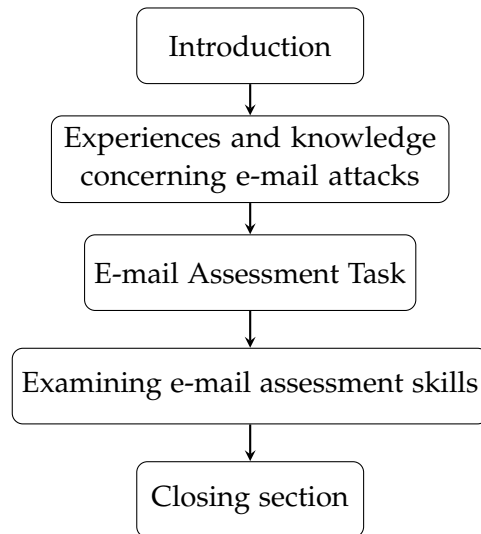 Introduction
Experiences and knowledge
concerning e-mail attacks
E-mail Assessment Task
Examining e-mail assessment skills
Closing section